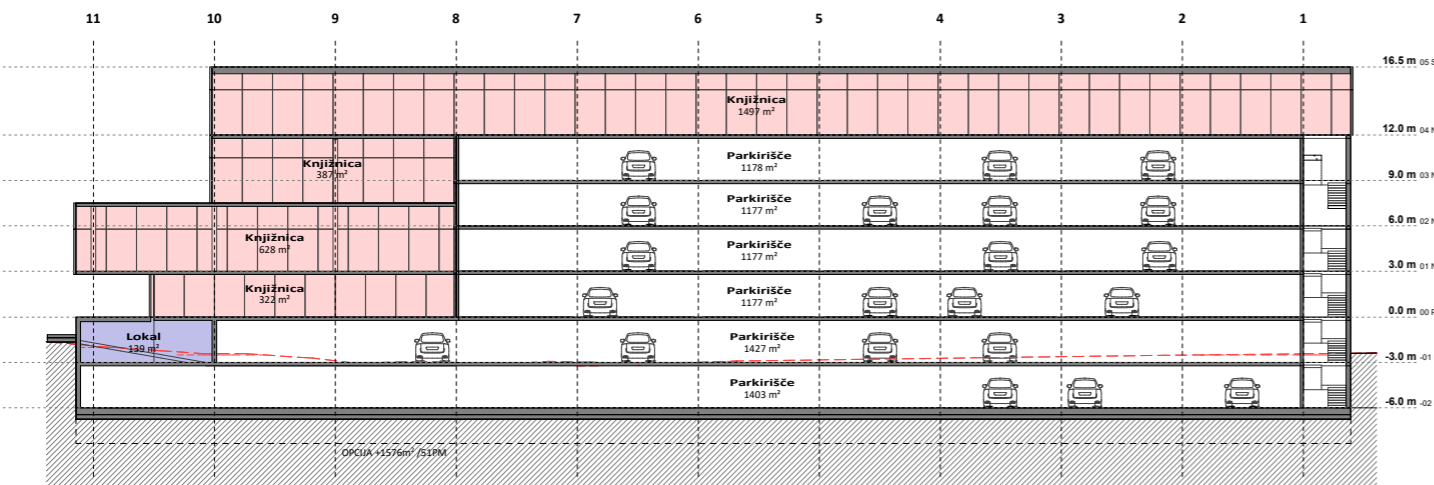 11 10 9 8 7 6 5 4 3 2 1
16.5 m 05 S
Knjižnica
1497 m²
12.0 m 04 N
Knjižnica
387 m²
Parkirišče
1178 m²
9.0 m 03 N
Parkirišče
1177 m²
6.0 m 02 N
Knjižnica
628 m²
Parkirišče
1177 m²
3.0 m 01 N
Knjižnica
322 m²
Parkirišče
1177 m²
0.0 m 00 P
Lokal
139 m²
Parkirišče
1427 m²
-3.0 m -01
Parkirišče
1403 m²
-6.0 m -02
OPCIJA +1576m² /51PM